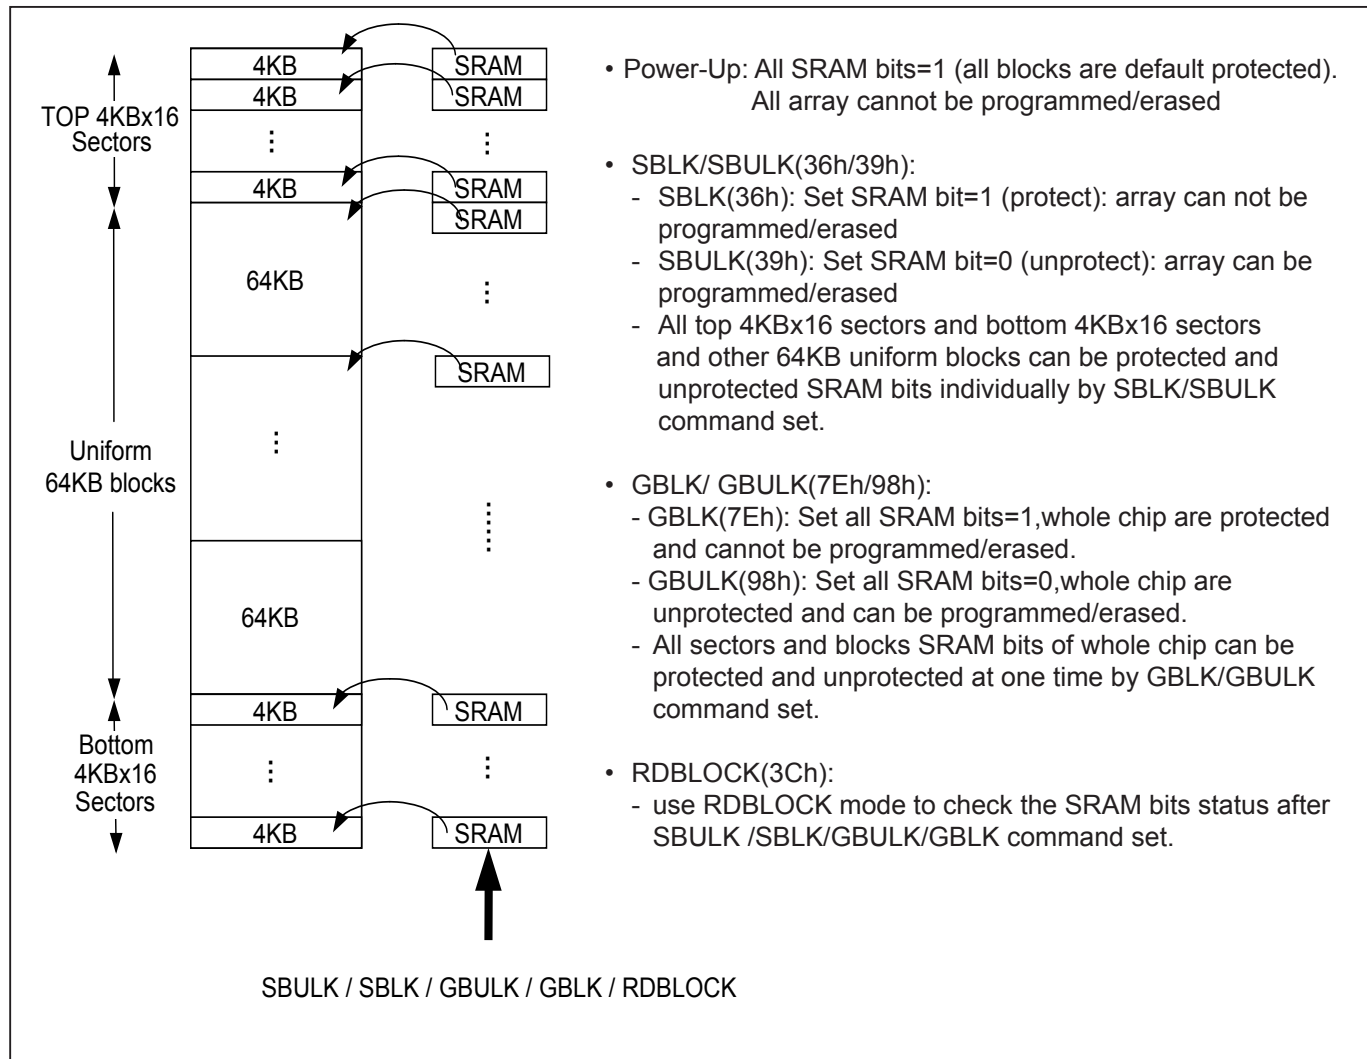 4KB
SRAM
4KB
SRAM
TOP 4KBx16
Sectors
4KB
SRAM
SRAM
64KB
SRAM
Uniform
64KB blocks
64KB
4KB
SRAM
Bottom
4KBx16
Sectors
4KB
SRAM
SBULK / SBLK / GBULK / GBLK / RDBLOCK
• Power-Up: All SRAM bits=1 (all blocks are default protected).
All array cannot be programmed/erased
• SBLK/SBULK(36h/39h):
- SBLK(36h): Set SRAM bit=1 (protect): array can not be
programmed/erased
- SBULK(39h): Set SRAM bit=0 (unprotect): array can be
programmed/erased
- All top 4KBx16 sectors and bottom 4KBx16 sectors
and other 64KB uniform blocks can be protected and
unprotected SRAM bits individually by SBLK/SBULK
command set.
• GBLK/ GBULK(7Eh/98h):
- GBLK(7Eh): Set all SRAM bits=1,whole chip are protected
and cannot be programmed/erased.
- GBULK(98h): Set all SRAM bits=0,whole chip are
unprotected and can be programmed/erased.
- All sectors and blocks SRAM bits of whole chip can be
protected and unprotected at one time by GBLK/GBULK
command set.
• RDBLOCK(3Ch):
- use RDBLOCK mode to check the SRAM bits status after
SBULK /SBLK/GBULK/GBLK command set.